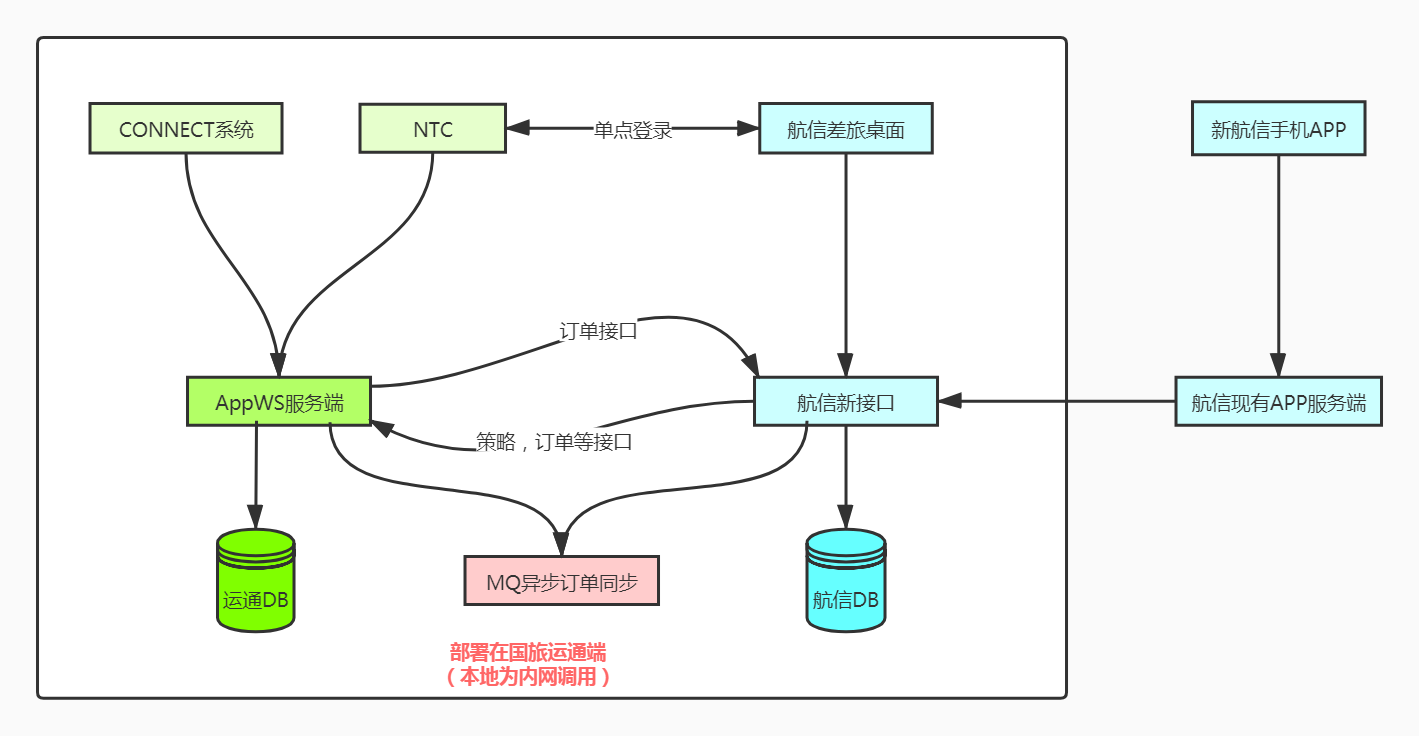 CONNECT系统
NTC
单点登录
航信差旅桌面
新航信手机APP
订单接口
AppWS服务端
航信新接口
航信现有APP服务端
策略，订单等接口
MQ异步订单同步
运通DB
航信DB
部署在国旅运通端
（本地为内网调用）